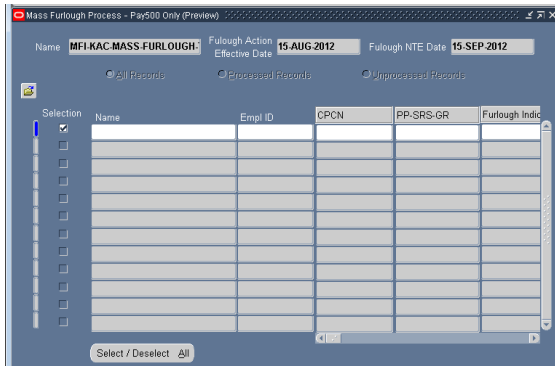 Mass Furlough Process - Pay500 Only (Preview)
Name MFI-KAC-MASS-FURLOUGH- Fulough Action Effective Date 15-AUG-2012 Fulough NTE Date 15-SEP-2012
All Records Processed Records Unprocessed Records
Selection Name Empl ID CPCN PP-SRS-GR Furlough Indic
Select / Deselect All